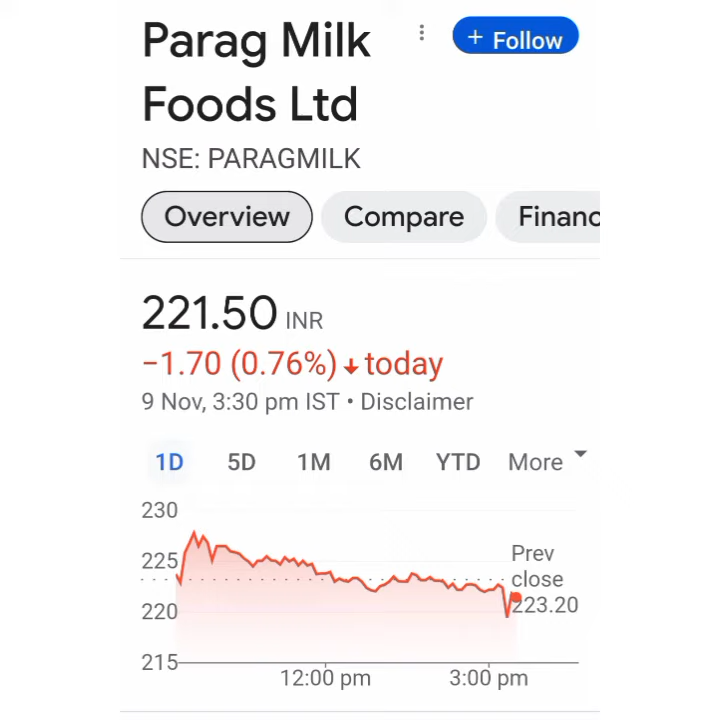 Parag Milk
Foods Ltd
+ Follow
NSE: PARAGMILK
Overview Compare Financ
221.50 INR
−1.70 (0.76%) ↓ today
9 Nov, 3:30 pm IST • Disclaimer
1D 5D 1M 6M YTD More
230
225
220
215
Prev
close
223.20
12:00 pm 3:00 pm